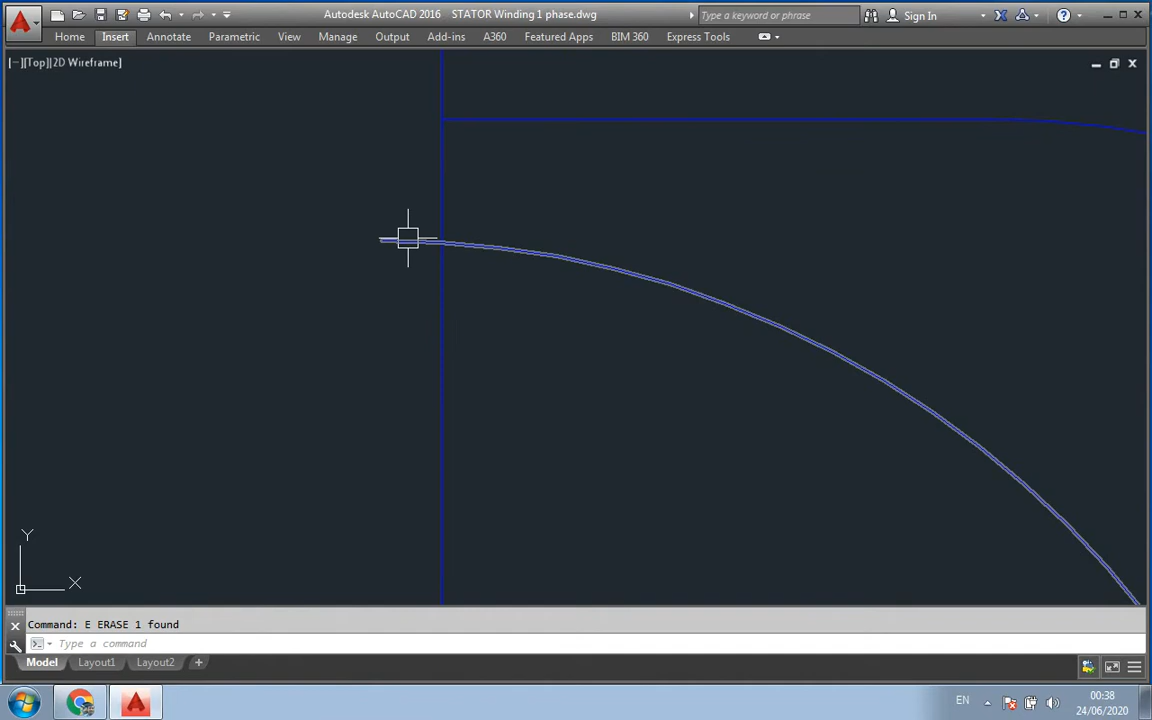 Autodesk AutoCAD 2016 STATOR Winding 1 phase.dwg
Type a keyword or phrase
Sign In
Home Insert Annotate Parametric View Manage Output Add-ins A360 Featured Apps BIM 360 Express Tools
[−][Top][2D Wireframe]
Y
X
Command: E ERASE 1 found
Type a command
Model Layout1 Layout2
EN
00:38
24/06/2020